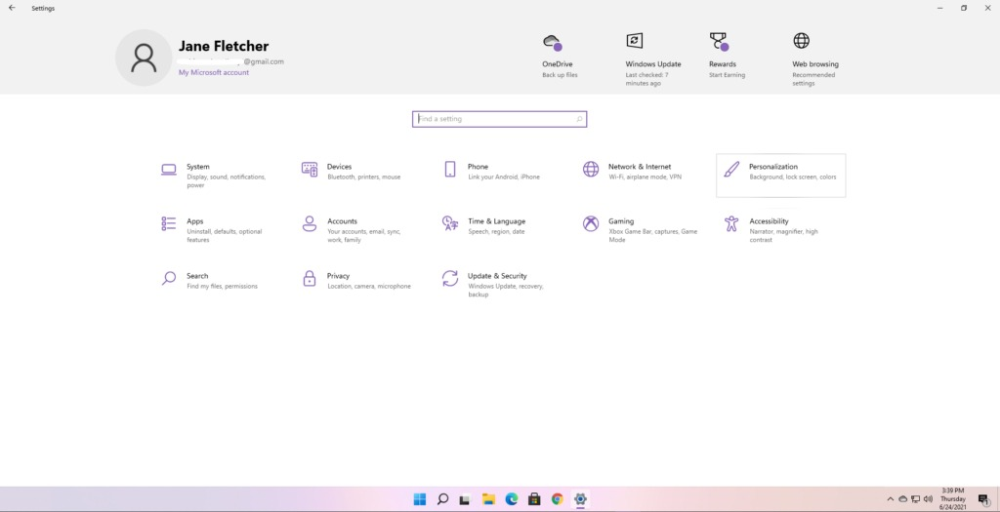 Settings
Jane Fletcher
@gmail.com
My Microsoft account
OneDrive
Back up files
Windows Update
Last checked: 7
minutes ago
Rewards
Start Earning
Web browsing
Recommended
settings
Find a setting
System
Display, sound, notifications,
power
Devices
Bluetooth, printers, mouse
Phone
Link your Android, iPhone
Network & Internet
Wi-Fi, airplane mode, VPN
Personalization
Background, lock screen, colors
Apps
Uninstall, defaults, optional
features
Accounts
Your accounts, email, sync,
work, family
Time & Language
Speech, region, date
Gaming
Xbox Game Bar, captures, Game
Mode
Accessibility
Narrator, magnifier, high
contrast
Search
Find my files, permissions
Privacy
Location, camera, microphone
Update & Security
Windows Update, recovery,
backup
3:39 PM
Thursday
6/24/2021
1